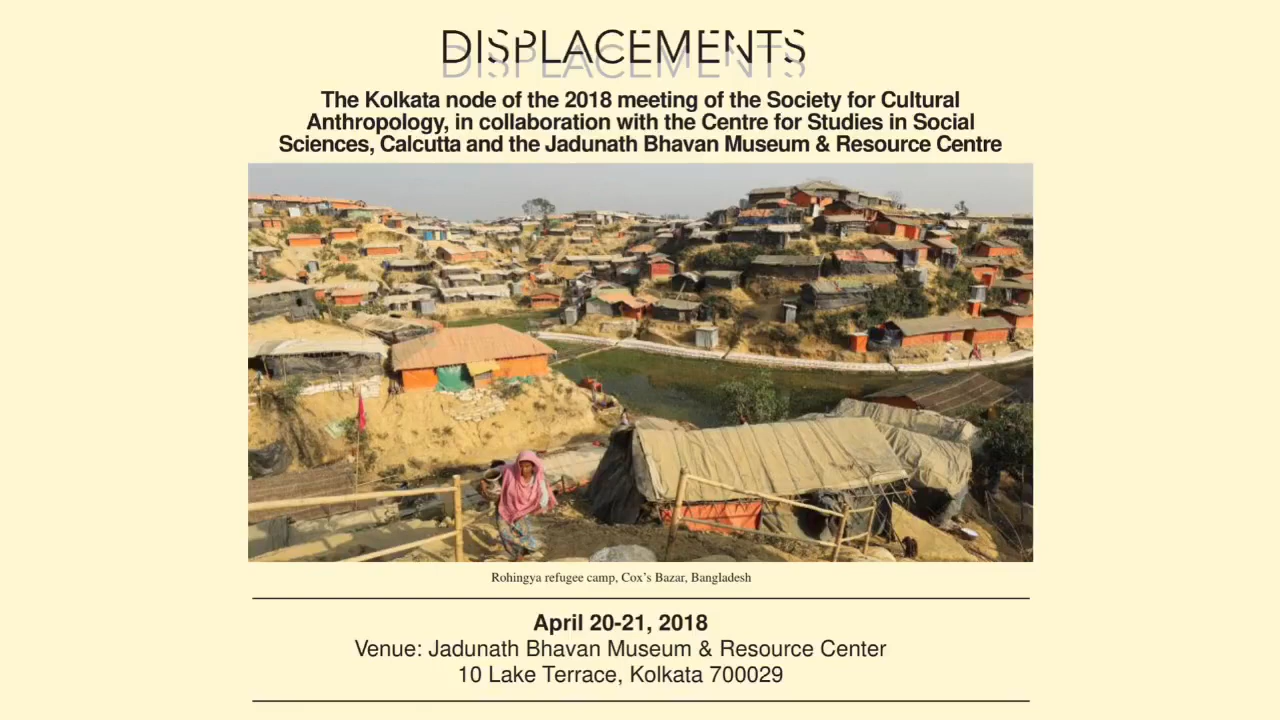 DISPLACEMENTS
The Kolkata node of the 2018 meeting of the Society for Cultural
Anthropology, in collaboration with the Centre for Studies in Social
Sciences, Calcutta and the Jadunath Bhavan Museum & Resource Centre
Rohingya refugee camp, Cox's Bazar, Bangladesh
April 20-21, 2018
Venue: Jadunath Bhavan Museum & Resource Center
10 Lake Terrace, Kolkata 700029